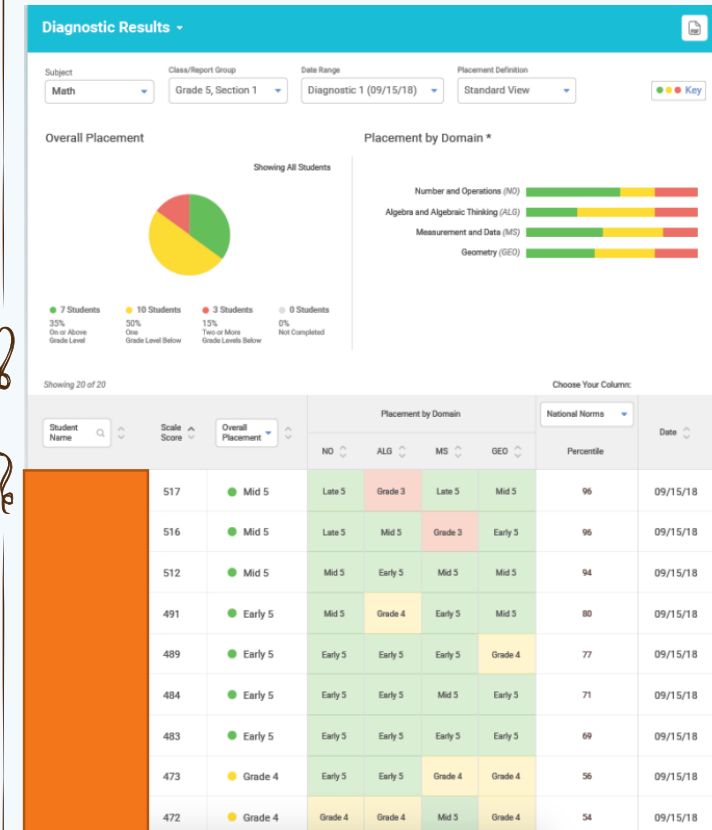 Diagnostic Results
PDF
Subject Class/Report Group Date Range Placement Definition
Math Grade 5, Section 1 Diagnostic 1 (09/15/18) Standard View Key
Overall Placement
Showing All Students
7 Students 10 Students 3 Students 0 Students
35% 50% 15% 0%
On or Above One Two or More Not Completed
Grade Level Grade Level Below Grade Levels Below
Placement by Domain *
Number and Operations (NO)
Algebra and Algebraic Thinking (ALG)
Measurement and Data (MS)
Geometry (GEO)
Showing 20 of 20 Choose Your Column:
Student Name Scale Score Overall Placement Placement by Domain National Norms Date
NO ALG MS GEO Percentile
517 Mid 5 Late 5 Grade 3 Late 5 Mid 5 96 09/15/18
516 Mid 5 Late 5 Mid 5 Grade 3 Early 5 96 09/15/18
512 Mid 5 Mid 5 Early 5 Mid 5 Mid 5 94 09/15/18
491 Early 5 Mid 5 Grade 4 Early 5 Mid 5 80 09/15/18
489 Early 5 Early 5 Early 5 Early 5 Grade 4 77 09/15/18
484 Early 5 Early 5 Early 5 Mid 5 Early 5 71 09/15/18
483 Early 5 Early 5 Early 5 Early 5 Early 5 69 09/15/18
473 Grade 4 Early 5 Early 5 Grade 4 Grade 4 56 09/15/18
472 Grade 4 Grade 4 Grade 4 Mid 5 Grade 4 54 09/15/18